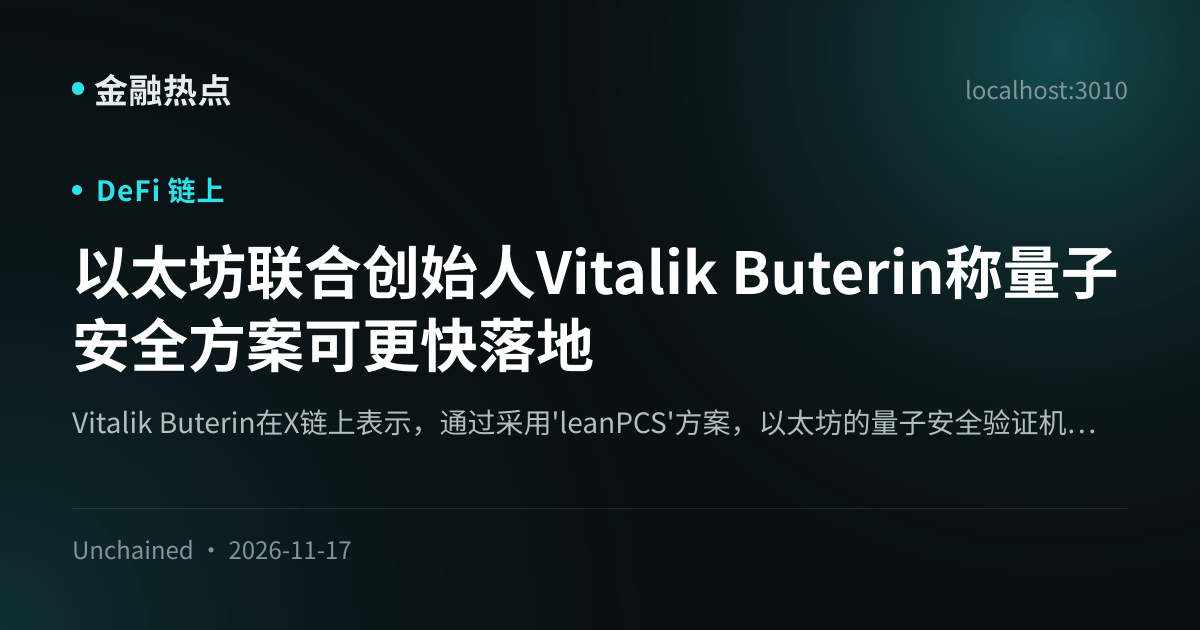 金融热点
localhost:3010
DeFi 链上
以太坊联合创始人Vitalik Buterin称量子
安全方案可更快落地
Vitalik Buterin在X链上表示，通过采用'leanPCS'方案，以太坊的量子安全验证机…
Unchained • 2026-11-17